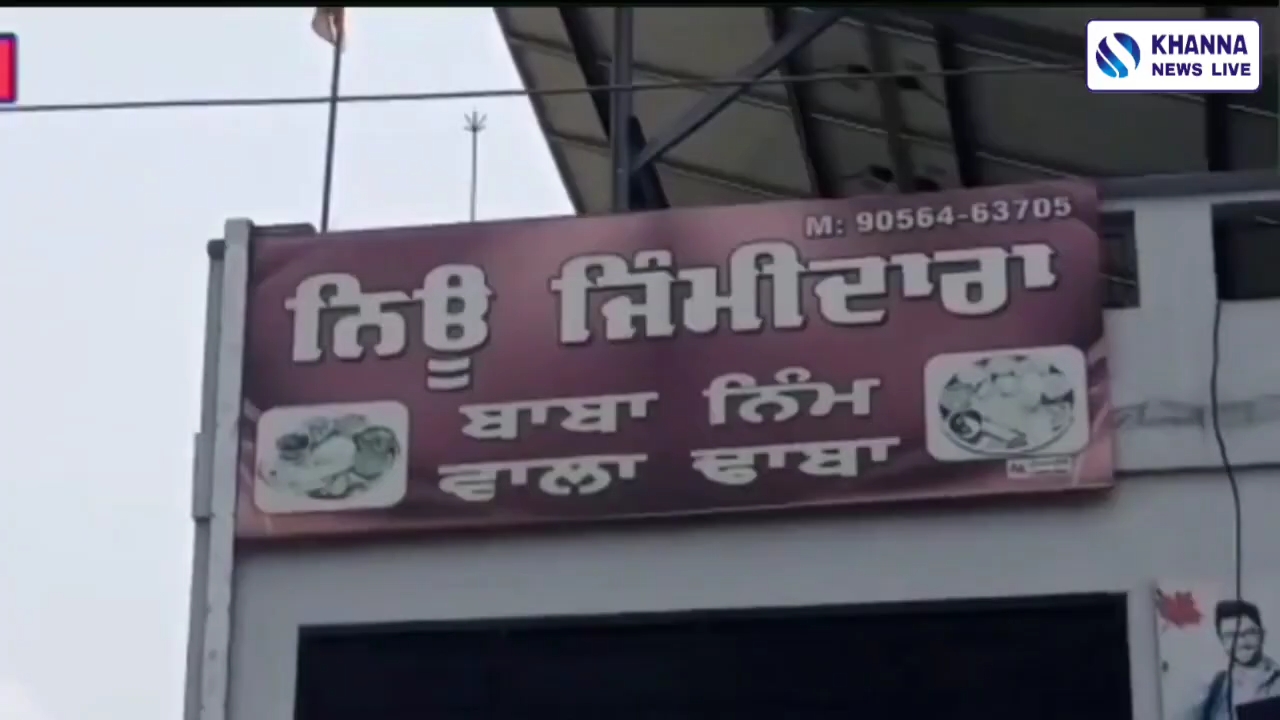 KHANNA
NEWS LIVE
M: 90564-63705
ਨਿਊ ਜ਼ਿੰਮੀਦਾਰਾ
ਬਾਬਾ ਨਿੰਮ
ਵਾਲਾ ਢਾਬਾ